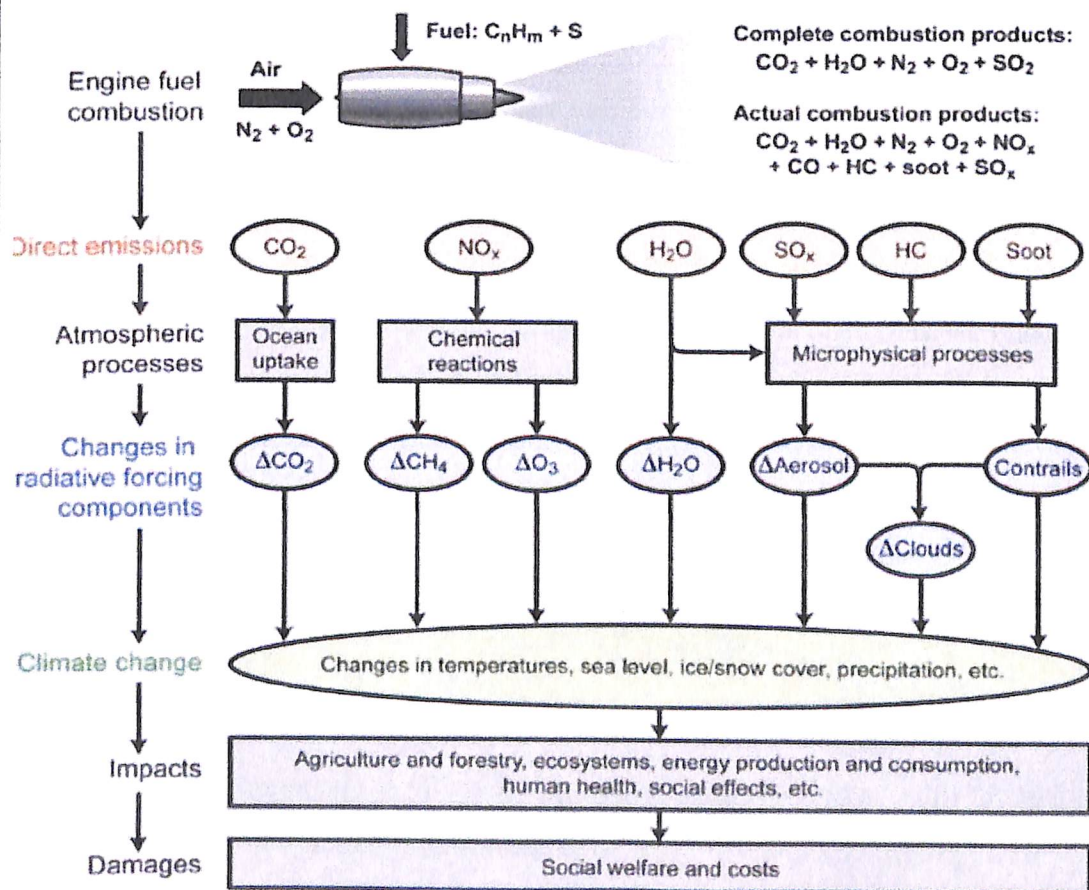 Fuel: CₙHₘ + S
Complete combustion products:
CO₂ + H₂O + N₂ + O₂ + SO₂
Engine fuel
combustion
Air
N₂ + O₂
Actual combustion products:
CO₂ + H₂O + N₂ + O₂ + NOₓ
+ CO + HC + soot + SOₓ
Direct emissions
CO₂
NOₓ
H₂O
SOₓ
HC
Soot
Atmospheric
processes
Ocean
uptake
Chemical
reactions
Microphysical processes
Changes in
radiative forcing
components
ΔCO₂
ΔCH₄
ΔO₃
ΔH₂O
ΔAerosol
Contrails
ΔClouds
Climate change
Changes in temperatures, sea level, ice/snow cover, precipitation, etc.
Impacts
Agriculture and forestry, ecosystems, energy production and consumption,
human health, social effects, etc.
Damages
Social welfare and costs